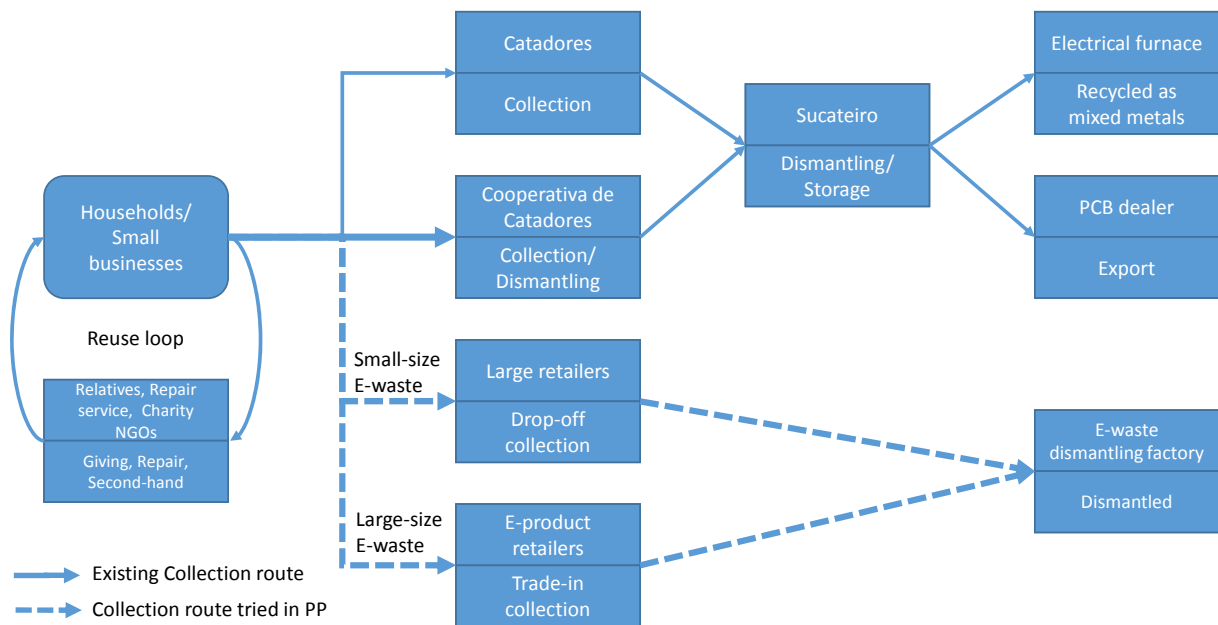 Households/
Small
businesses
Reuse loop
Relatives, Repair
service, Charity
NGOs
Giving, Repair,
Second-hand
Catadores
Collection
Cooperativa de
Catadores
Collection/
Dismantling
Small-size
E-waste
Large retailers
Drop-off
collection
Large-size
E-waste
E-product
retailers
Trade-in
collection
Sucateiro
Dismantling/
Storage
Electrical furnace
Recycled as
mixed metals
PCB dealer
Export
E-waste
dismantling factory
Dismantled
Existing Collection route
Collection route tried in PP